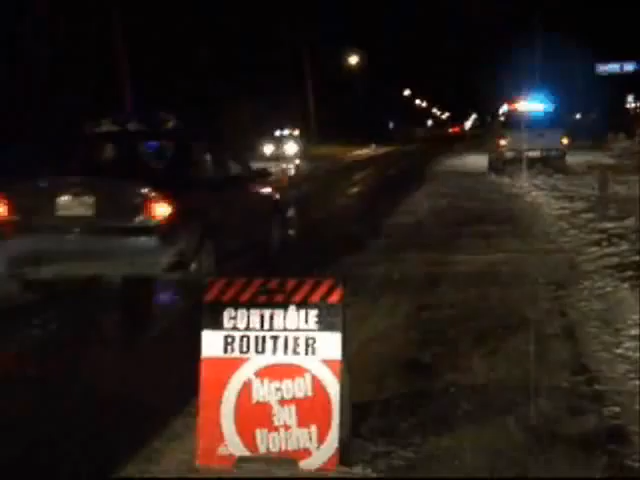 CONTRÔLE
ROUTIER
Alcool
au
Volant